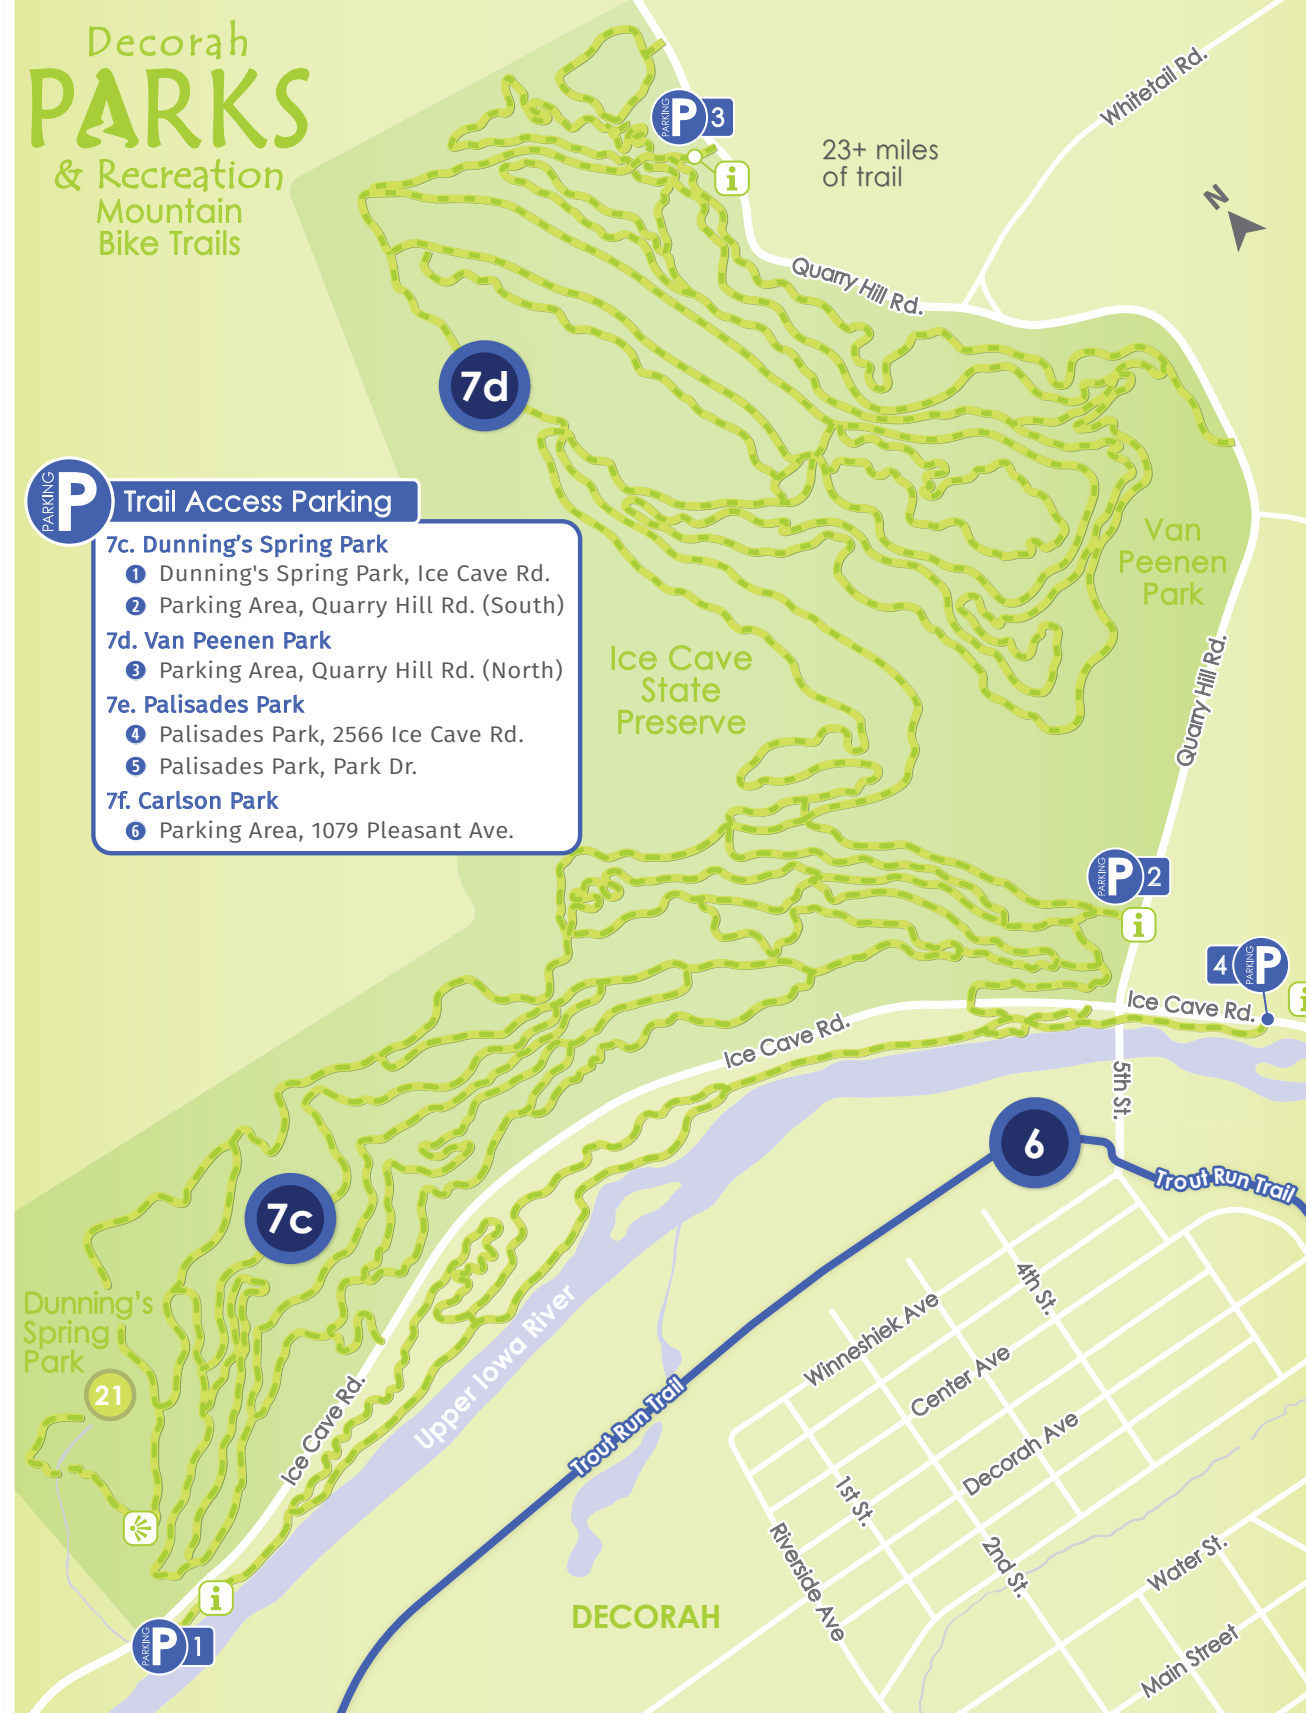 Decorah
PARKS
& Recreation
Mountain
Bike Trails
PARKING
P 3
i
23+ miles
of trail
Whitetail Rd.
N
Quarry Hill Rd.
7d
PARKING
P
Trail Access Parking
7c. Dunning’s Spring Park
1 Dunning's Spring Park, Ice Cave Rd.
2 Parking Area, Quarry Hill Rd. (South)
7d. Van Peenen Park
3 Parking Area, Quarry Hill Rd. (North)
7e. Palisades Park
4 Palisades Park, 2566 Ice Cave Rd.
5 Palisades Park, Park Dr.
7f. Carlson Park
6 Parking Area, 1079 Pleasant Ave.
Van
Peenen
Park
Ice Cave
State
Preserve
Quarry Hill Rd.
PARKING
P 2
i
4 PARKING P
i
Ice Cave Rd.
Ice Cave Rd.
5th St.
6
Trout Run Trail
7c
Dunning’s
Spring
Park
21
Ice Cave Rd.
Upper Iowa River
Trout Run Trail
4th St.
Winneshiek Ave
Center Ave
Decorah Ave
1st St.
2nd St.
Riverside Ave
Water St.
Main Street
i
PARKING
P 1
DECORAH